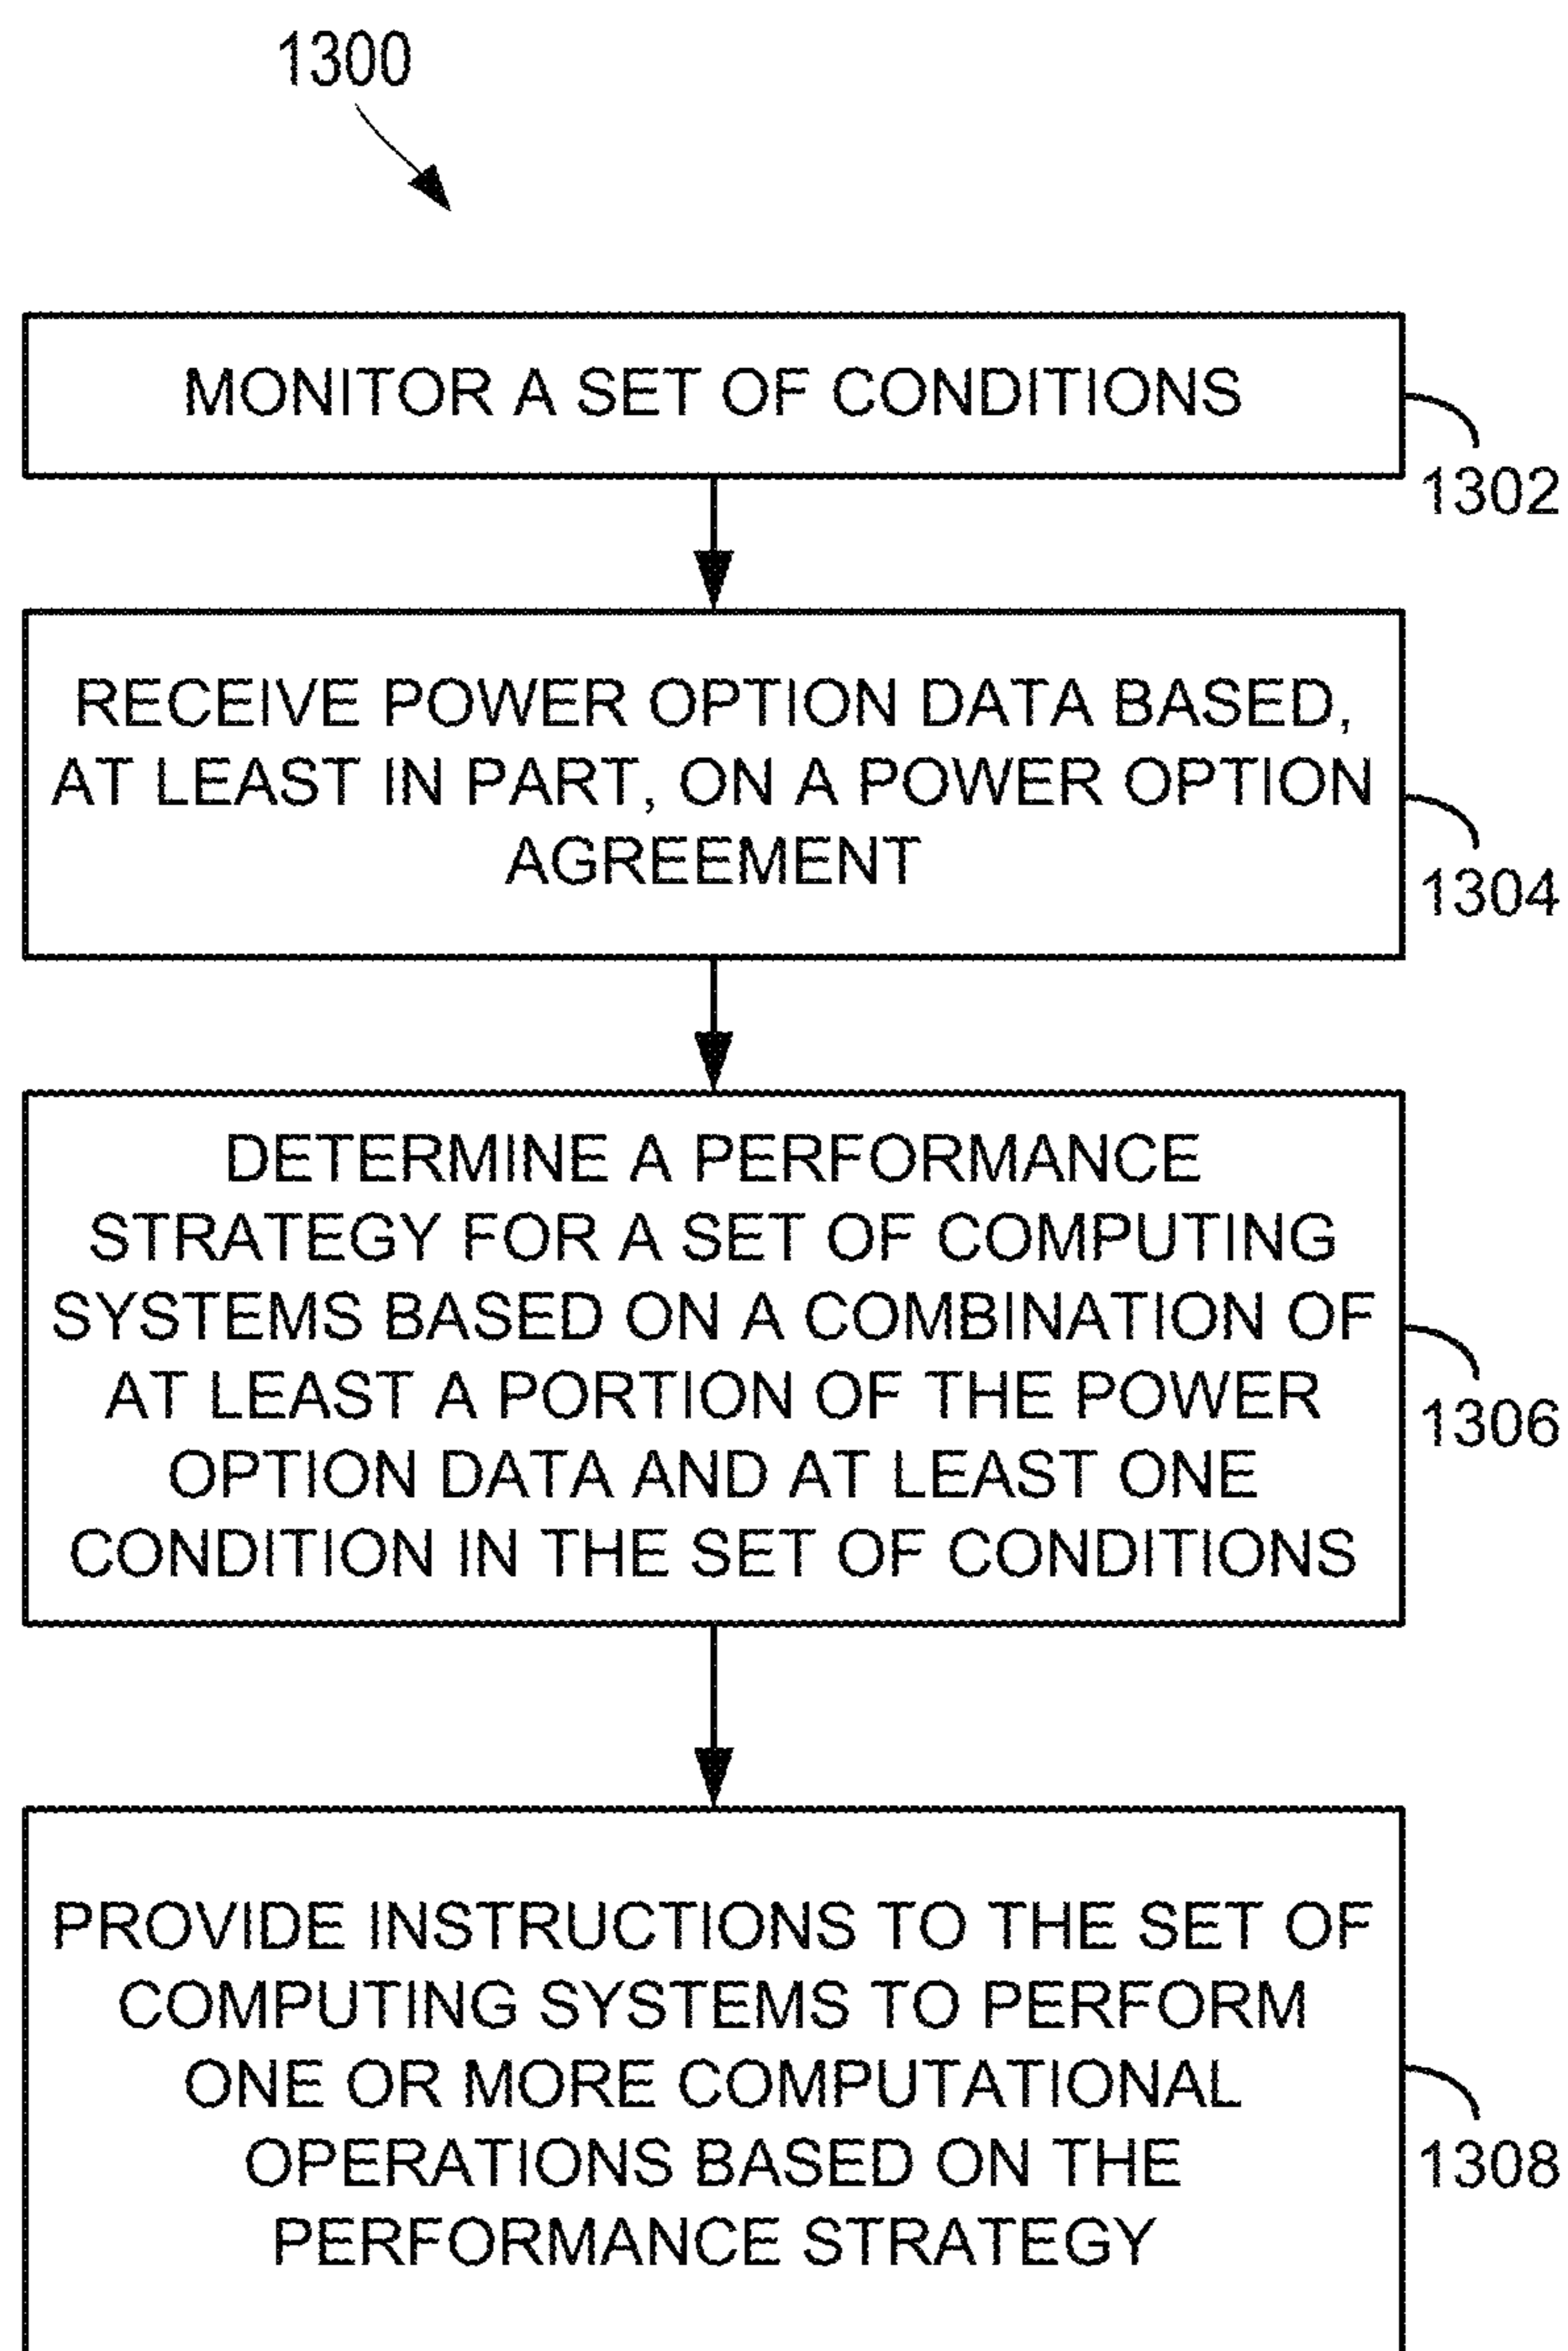 1300
MONITOR A SET OF CONDITIONS
1302
RECEIVE POWER OPTION DATA BASED,
AT LEAST IN PART, ON A POWER OPTION
AGREEMENT
1304
DETERMINE A PERFORMANCE
STRATEGY FOR A SET OF COMPUTING
SYSTEMS BASED ON A COMBINATION OF
AT LEAST A PORTION OF THE POWER
OPTION DATA AND AT LEAST ONE
CONDITION IN THE SET OF CONDITIONS
1306
PROVIDE INSTRUCTIONS TO THE SET OF
COMPUTING SYSTEMS TO PERFORM
ONE OR MORE COMPUTATIONAL
OPERATIONS BASED ON THE
PERFORMANCE STRATEGY
1308